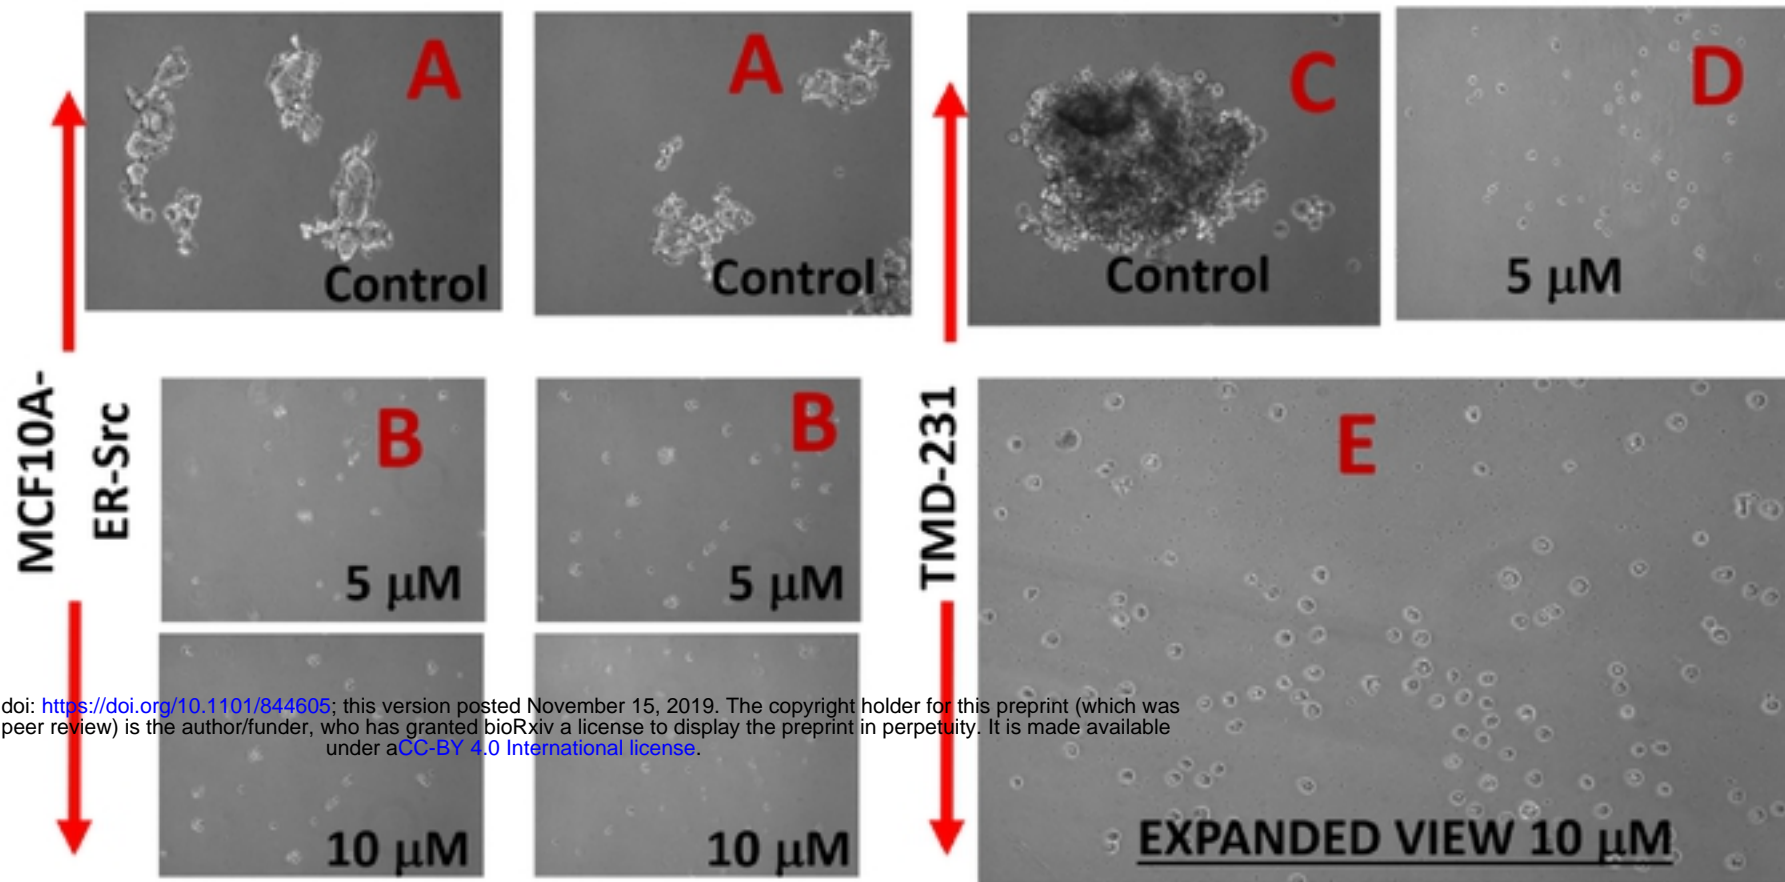 A
Control
A
Control
C
Control
D
5 μM
MCF10A-
ER-Src
B
5 μM
B
5 μM
10 μM
10 μM
TMD-231
E
EXPANDED VIEW 10 μM
doi: https://doi.org/10.1101/844605; this version posted November 15, 2019. The copyright holder for this preprint (which was
peer review) is the author/funder, who has granted bioRxiv a license to display the preprint in perpetuity. It is made available
under aCC-BY 4.0 International license.